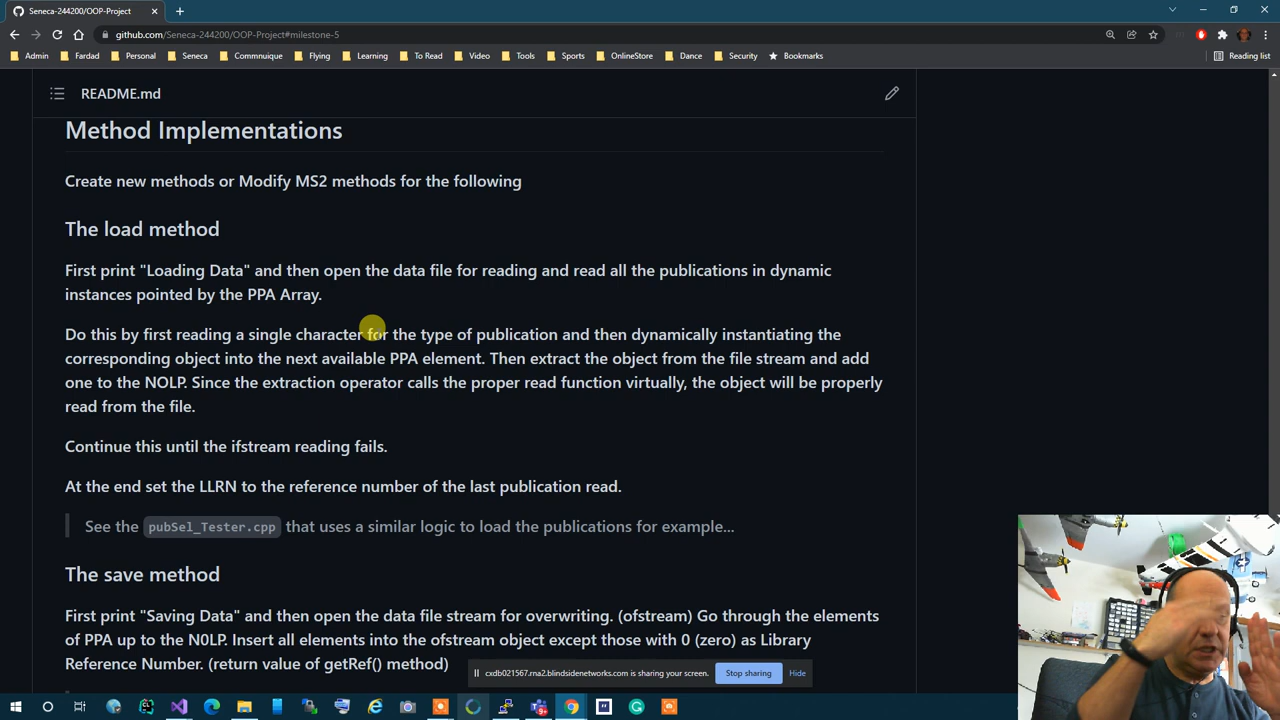 Seneca-244200/OOP-Project
github.com/Seneca-244200/OOP-Project#milestone-5
Admin Fardad Personal Seneca Commnuique Flying Learning To Read Video Tools Sports OnlineStore Dance Security Bookmarks Reading list
README.md
Method Implementations
Create new methods or Modify MS2 methods for the following
The load method
First print "Loading Data" and then open the data file for reading and read all the publications in dynamic
instances pointed by the PPA Array.
Do this by first reading a single character for the type of publication and then dynamically instantiating the
corresponding object into the next available PPA element. Then extract the object from the file stream and add
one to the NOLP. Since the extraction operator calls the proper read function virtually, the object will be properly
read from the file.
Continue this until the ifstream reading fails.
At the end set the LLRN to the reference number of the last publication read.
See the pubSel_Tester.cpp that uses a similar logic to load the publications for example...
The save method
First print "Saving Data" and then open the data file stream for overwriting. (ofstream) Go through the elements
of PPA up to the N0LP. Insert all elements into the ofstream object except those with 0 (zero) as Library
Reference Number. (return value of getRef() method)
cxdb021567.rna2.blindsidenetworks.com is sharing your screen. Stop sharing Hide